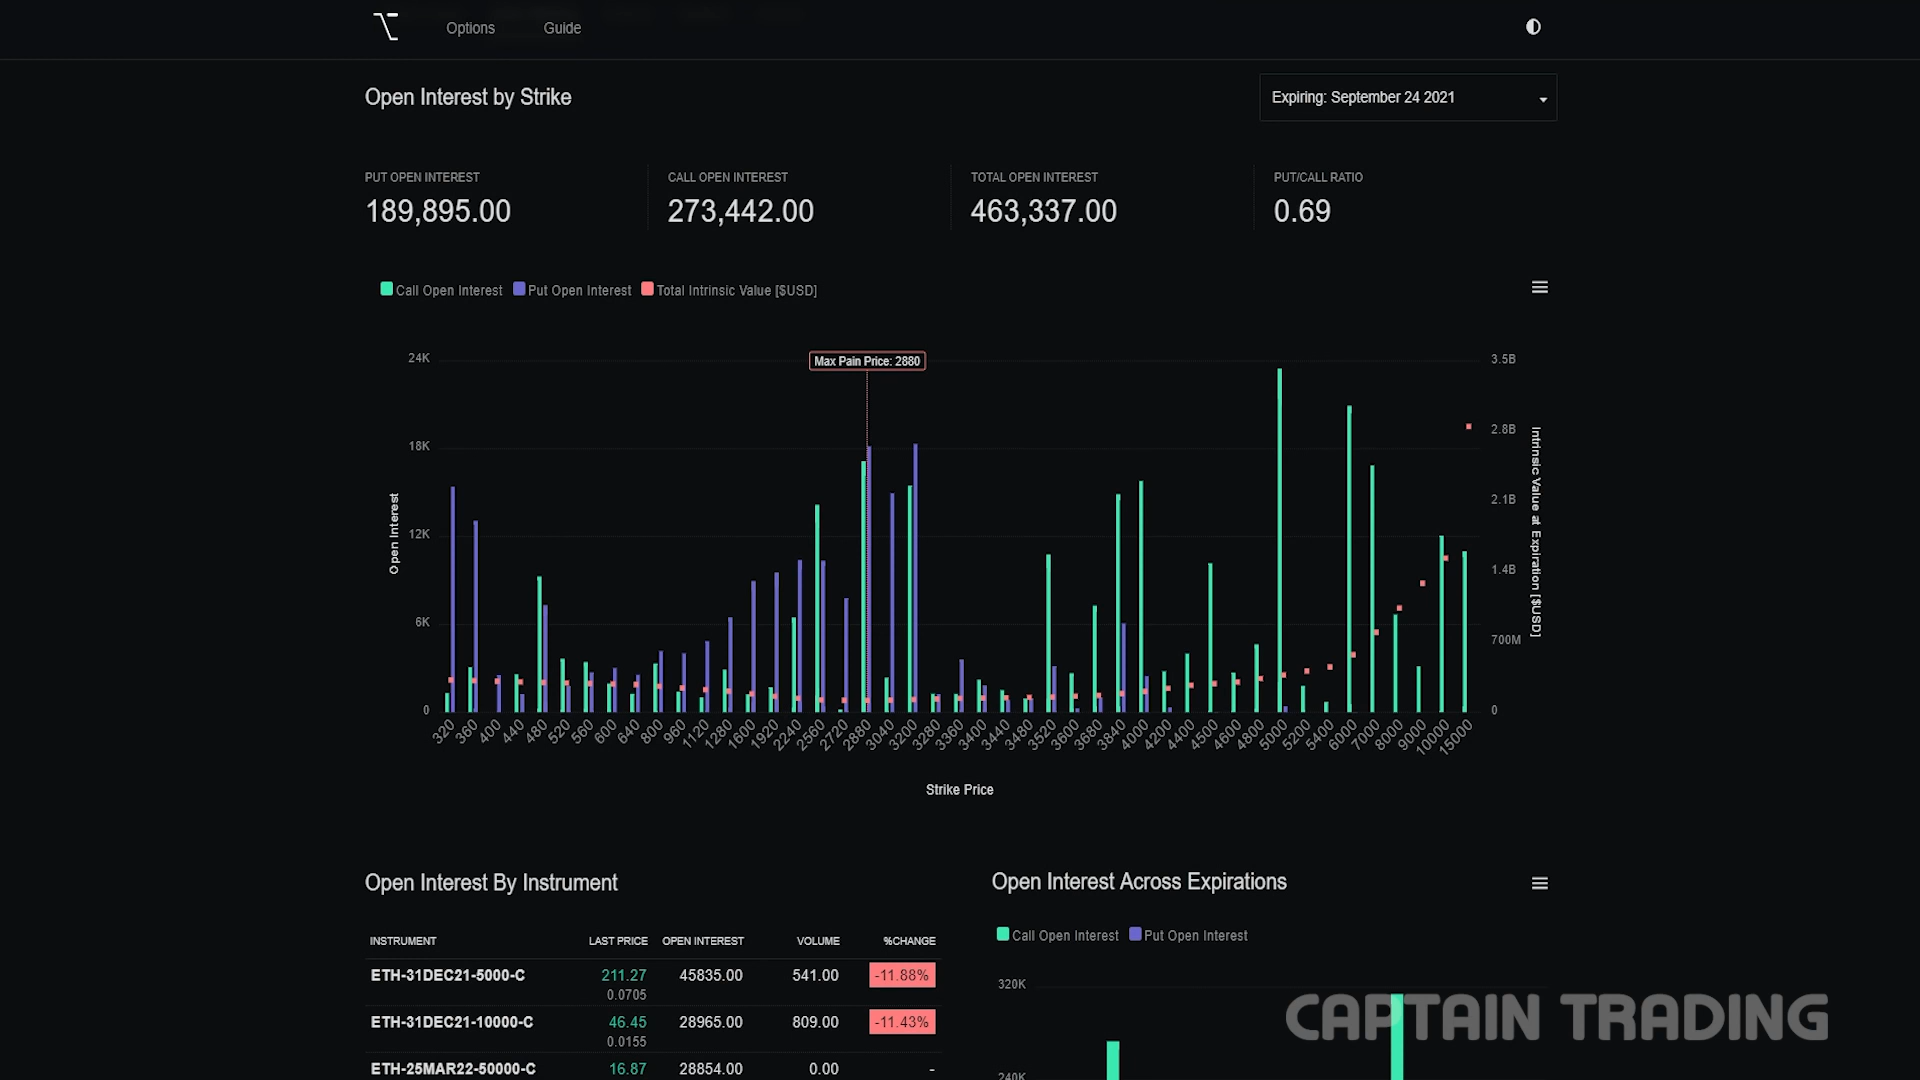 Options Guide
Open Interest by Strike
Expiring: September 24 2021
PUT OPEN INTEREST CALL OPEN INTEREST TOTAL OPEN INTEREST PUT/CALL RATIO
189,895.00 273,442.00 463,337.00 0.69
Call Open Interest Put Open Interest Total Intrinsic Value [$USD]
Max Pain Price: 2880
24K
18K
12K
6K
0
Open Interest
3.5B
2.8B
2.1B
1.4B
700M
0
Intrinsic Value at Expiration [$USD]
320 360 400 440 480 520 560 600 640 800 960 1120 1280 1600 1920 2240 2560 2720 2880 3040 3200 3280 3360 3400 3440 3480 3520 3600 3680 3840 4000 4200 4400 4500 4600 4800 5000 5200 5400 6000 7000 8000 9000 10000 15000
Strike Price
Open Interest By Instrument
INSTRUMENT LAST PRICE OPEN INTEREST VOLUME %CHANGE
ETH-31DEC21-5000-C 211.27 45835.00 541.00 -11.88%
0.0705
ETH-31DEC21-10000-C 46.45 28965.00 809.00 -11.43%
0.0155
ETH-25MAR22-50000-C 16.87 28854.00 0.00 -
Open Interest Across Expirations
Call Open Interest Put Open Interest
320K
240K
CAPTAIN TRADING